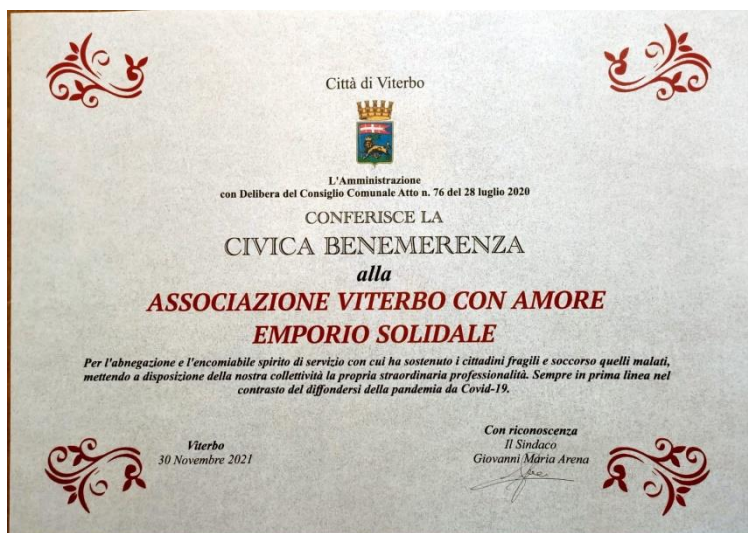 Città di Viterbo
L'Amministrazione
con Delibera del Consiglio Comunale Atto n. 76 del 28 luglio 2020
CONFERISCE LA
CIVICA BENEMERENZA
alla
ASSOCIAZIONE VITERBO CON AMORE
EMPORIO SOLIDALE
Per l'abnegazione e l'encomiabile spirito di servizio con cui ha sostenuto i cittadini fragili e soccorso quelli malati,
mettendo a disposizione della nostra collettività la propria straordinaria professionalità. Sempre in prima linea nel
contrasto del diffondersi della pandemia da Covid-19.
Viterbo
30 Novembre 2021
Con riconoscenza
Il Sindaco
Giovanni Maria Arena